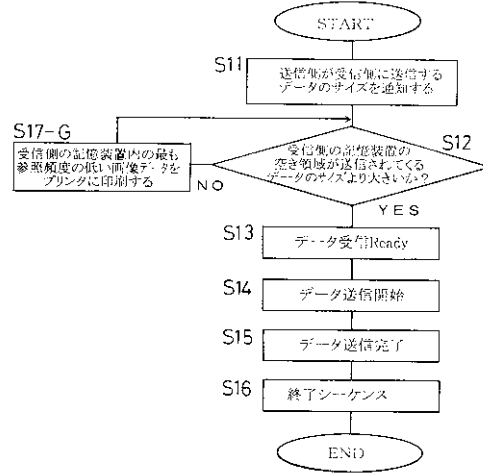 START
S11
送信側が受信側に送信する
データのサイズを通知する
S17-G
受信側の記憶装置内の最も
参照頻度の低い画像データを
プリンタに印刷する
NO
S12
受信側の記憶装置の
空き領域が送信されてくる
データのサイズより大きいか？
YES
S13
データ受信Ready
S14
データ送信開始
S15
データ送信完了
S16
終了シーケンス
END